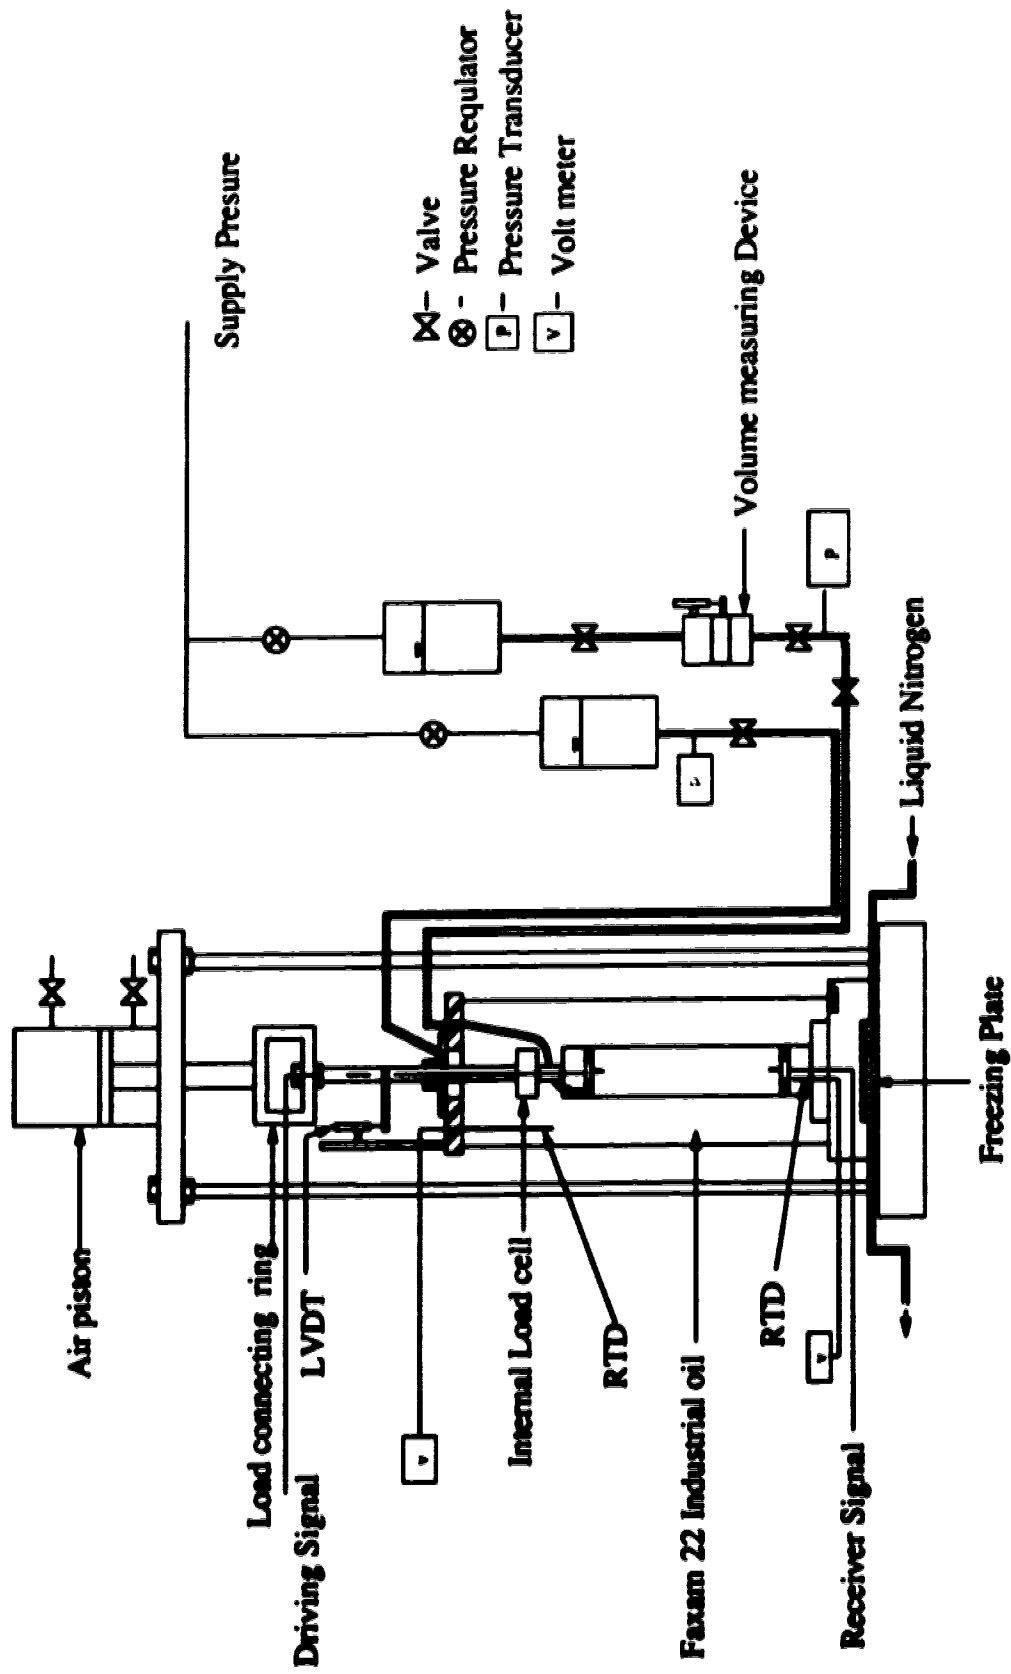 Supply Presure
— Valve
- Pressure Requlator
P — Pressure Transducer
V — Volt meter
Volume measuring Device
P
Liquid Nitrogen
Freezing Plate
Air piston
Load connecting ring
LVDT
Driving Signal
v
Internal Load cell
RTD
Faxam 22 Industrial oil
RTD
v
Receiver Signal